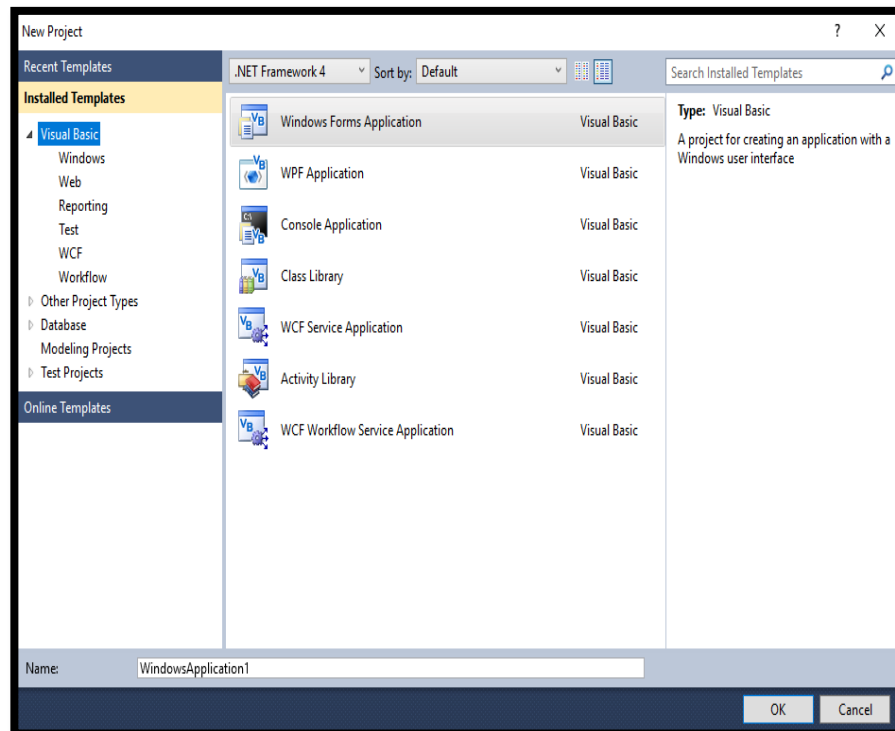 New Project
? X
Recent Templates
.NET Framework 4 Sort by: Default
Search Installed Templates
Installed Templates
Visual Basic
Windows
Web
Reporting
Test
WCF
Workflow
Other Project Types
Database
Modeling Projects
Test Projects
Online Templates
Windows Forms Application Visual Basic
WPF Application Visual Basic
Console Application Visual Basic
Class Library Visual Basic
WCF Service Application Visual Basic
Activity Library Visual Basic
WCF Workflow Service Application Visual Basic
Type: Visual Basic
A project for creating an application with a
Windows user interface
Name: WindowsApplication1
OK Cancel